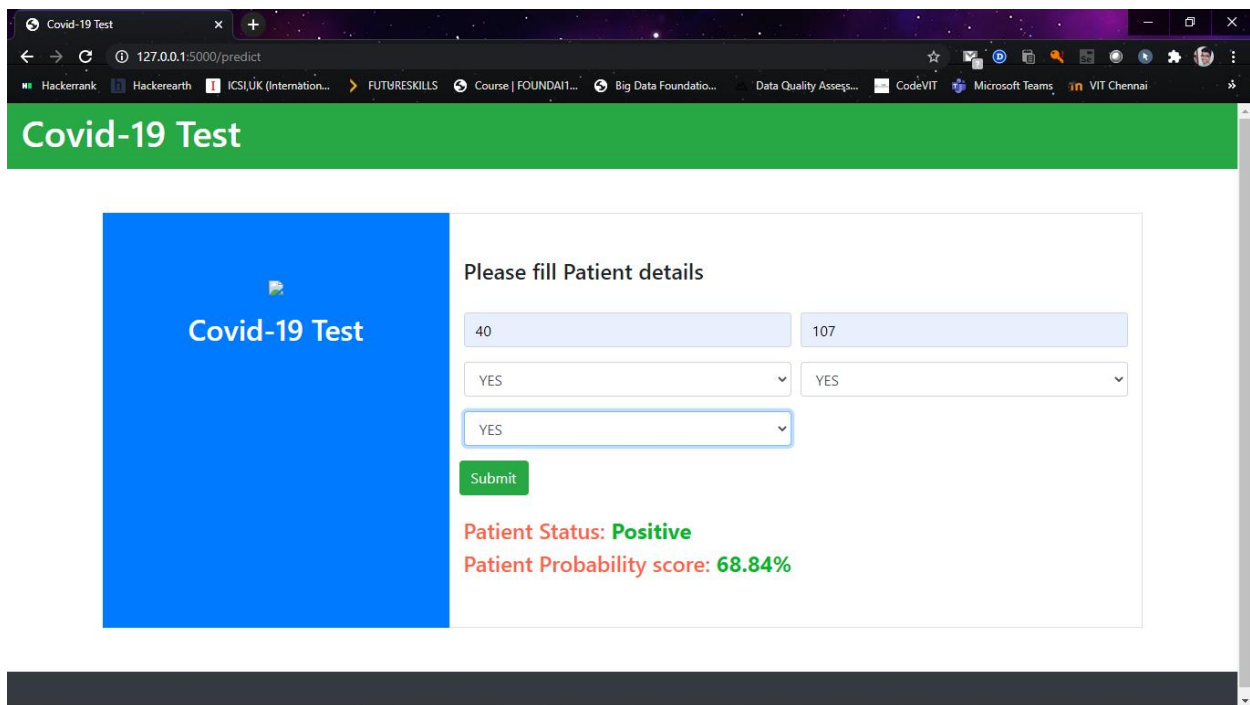 Covid-19 Test
127.0.0.1:5000/predict
Hackerrank Hackerearth ICSI,UK (Internation... FUTURESKILLS Course | FOUNDAI1... Big Data Foundatio... Data Quality Assess... CodeVIT Microsoft Teams VIT Chennai »
Covid-19 Test
Covid-19 Test
Please fill Patient details
40 107
YES YES
YES
Submit
Patient Status: Positive
Patient Probability score: 68.84%